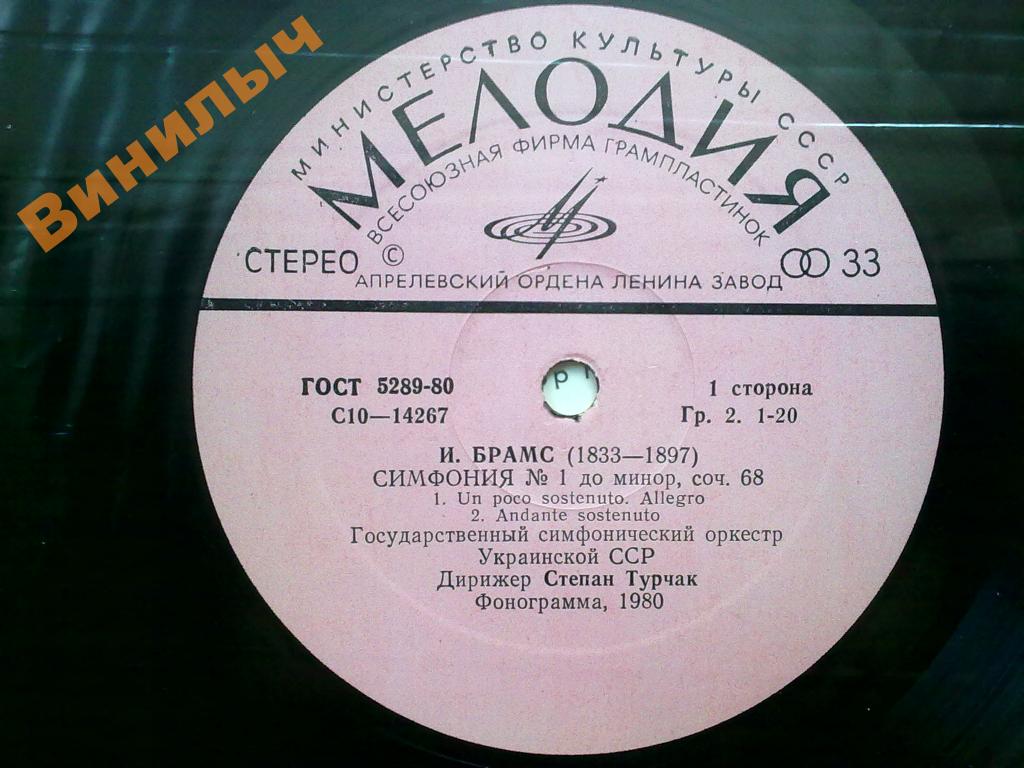 Винилыч
МИНИСТЕРСТВО КУЛЬТУРЫ СССР
МЕЛОДИЯ
ВСЕСОЮЗНАЯ ФИРМА ГРАМПЛАСТИНОК
СТЕРЕО © 33
АПРЕЛЕВСКИЙ ОРДЕНА ЛЕНИНА ЗАВОД
ГОСТ 5289-80 1 сторона
С10—14267 Гр. 2. 1-20
И. БРАМС (1833—1897)
СИМФОНИЯ № 1 до минор, соч. 68
1. Un poco sostenuto. Allegro
2. Andante sostenuto
Государственный симфонический оркестр
Украинской ССР
Дирижер Степан Турчак
Фонограмма, 1980